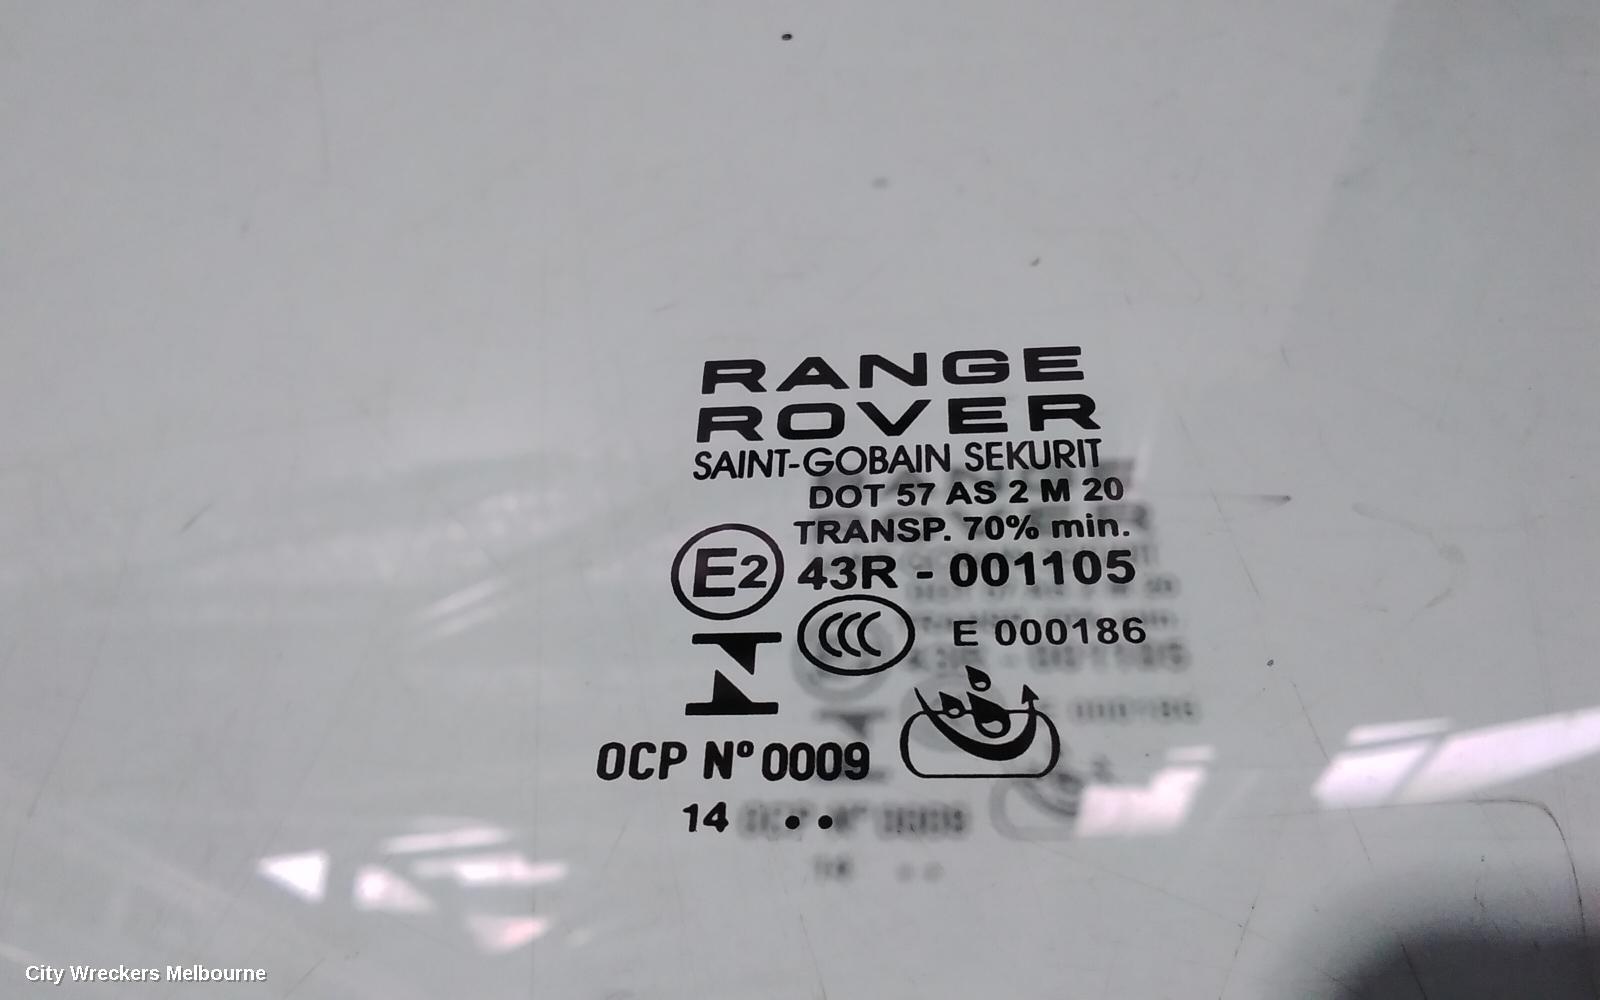 RANGE
ROVER
SAINT-GOBAIN SEKURIT
DOT 57 AS 2 M 20
TRANSP. 70% min.
E2 43R - 001105
CCC E 000186
OCP Nº 0009
14 ••
City Wreckers Melbourne